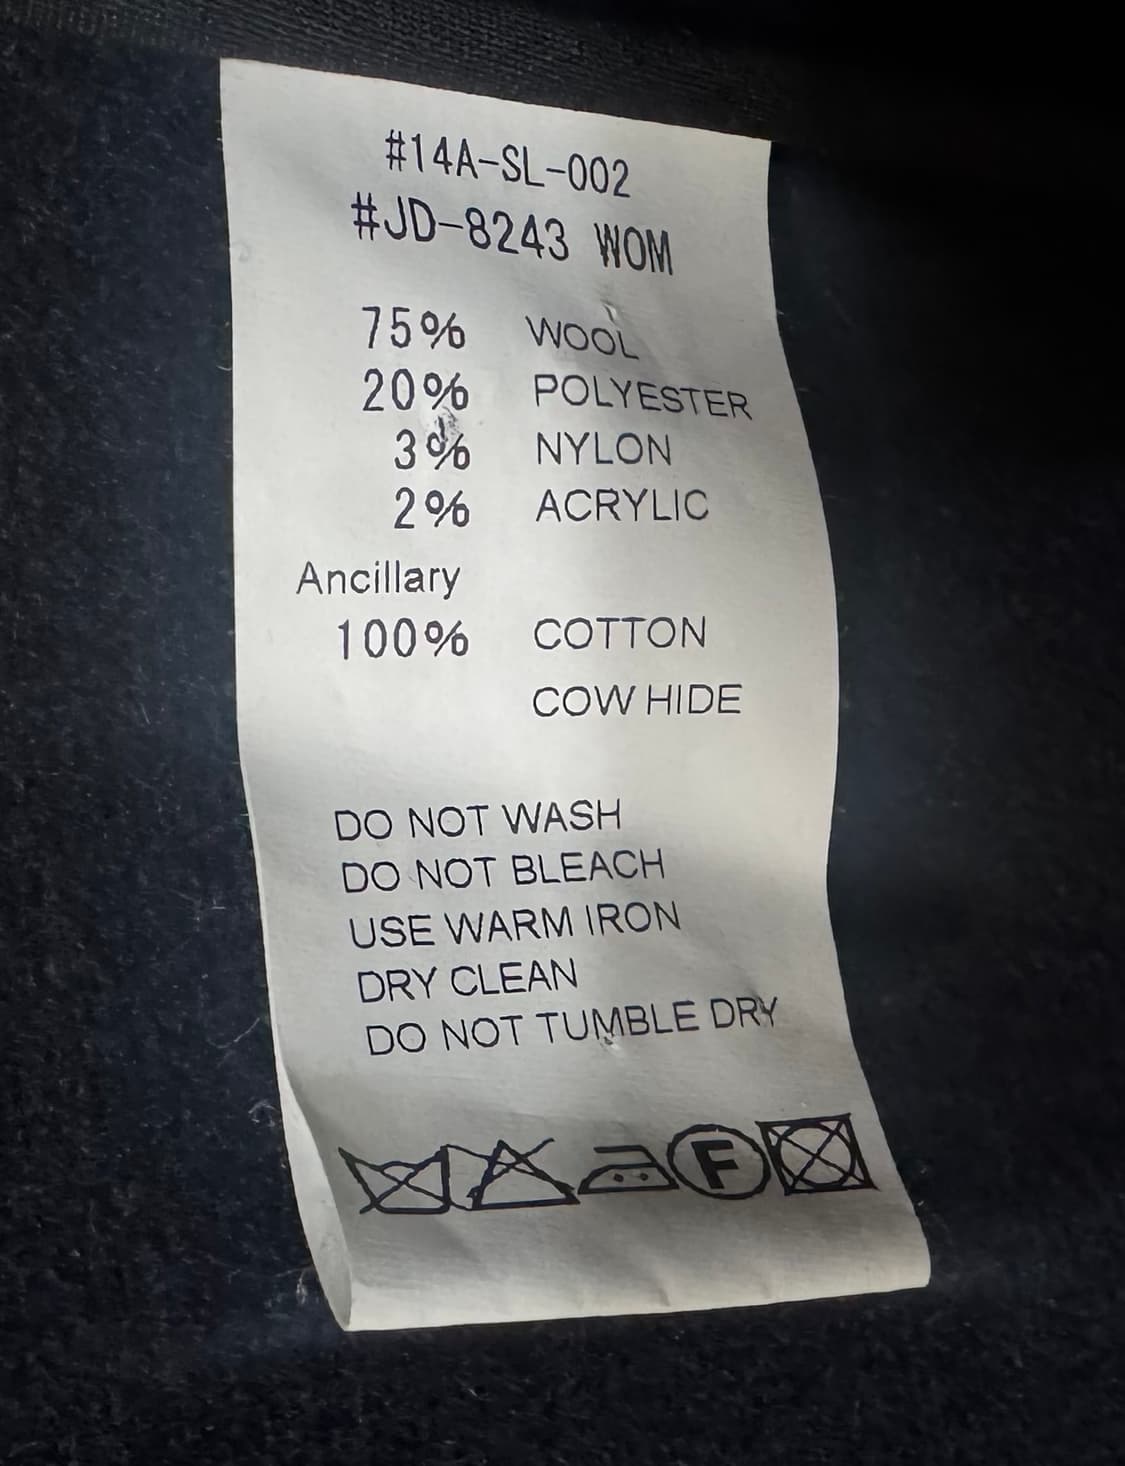 #14A-SL-002
#JD-8243 WOM
75% WOOL
20% POLYESTER
3% NYLON
2% ACRYLIC
Ancillary
100% COTTON
COW HIDE
DO NOT WASH
DO NOT BLEACH
USE WARM IRON
DRY CLEAN
DO NOT TUMBLE DRY
F